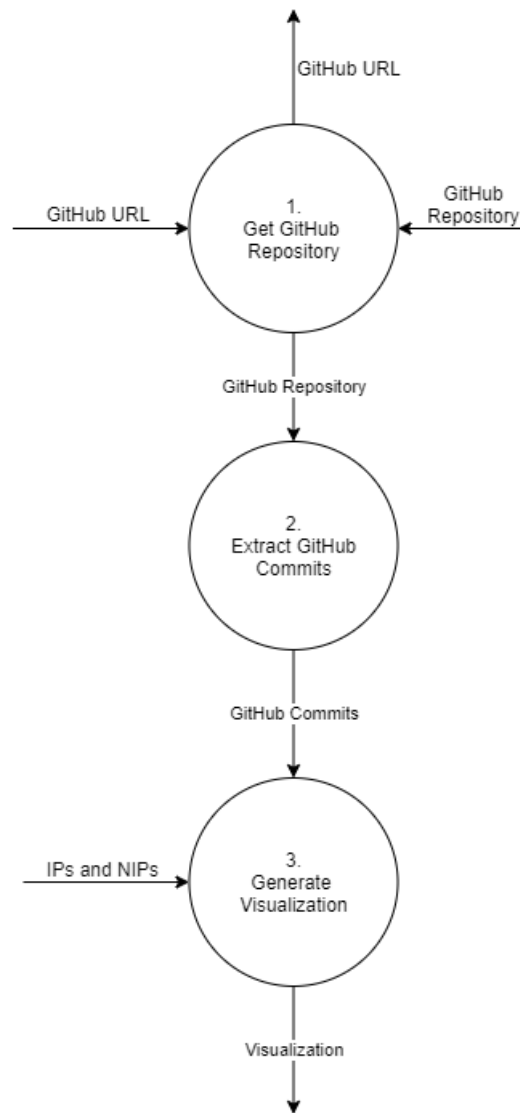 GitHub URL
GitHub URL
1.
Get GitHub
Repository
GitHub
Repository
GitHub Repository
2.
Extract GitHub
Commits
GitHub Commits
IPs and NIPs
3.
Generate
Visualization
Visualization